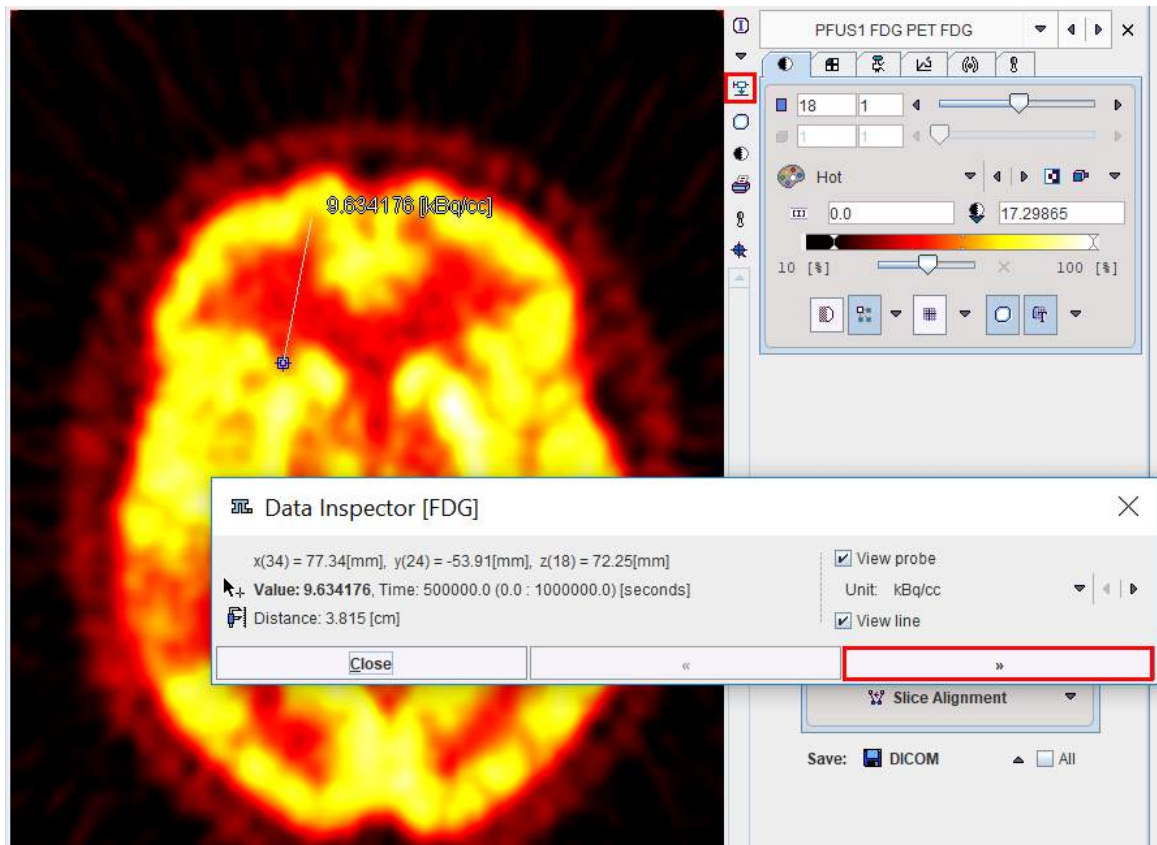 PFUS1 FDG PET FDG
18 1
1 1
Hot
0.0 17.29865
10 [%] 100 [%]
9.634176 [kBq/cc]
Data Inspector [FDG]
x(34) = 77.34[mm], y(24) = -53.91[mm], z(18) = 72.25[mm]
Value: 9.634176, Time: 500000.0 (0.0 : 1000000.0) [seconds]
Distance: 3.815 [cm]
View probe
Unit: kBq/cc
View line
Close « »
Slice Alignment
Save: DICOM All